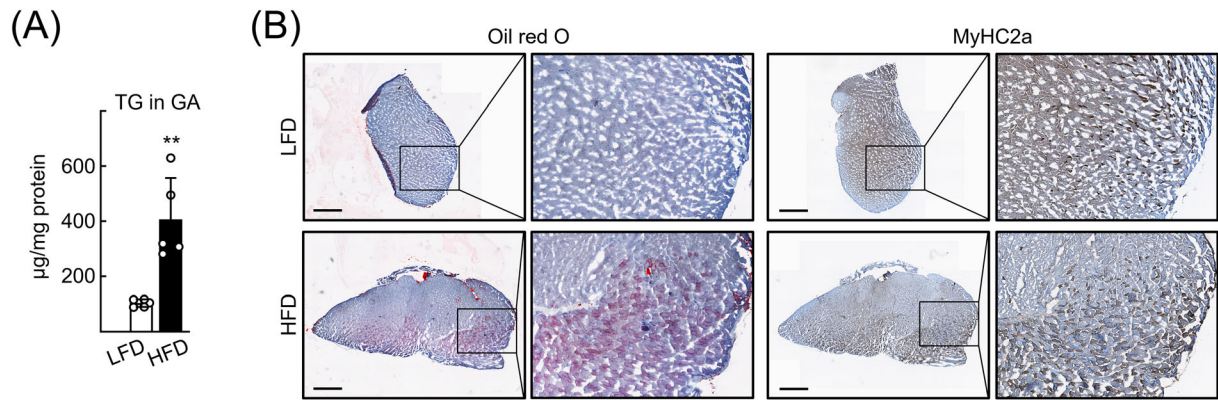 (A)
TG in GA
**
600
400
200
µg/mg protein
LFD
HFD
(B)
Oil red O
MyHC2a
LFD
HFD